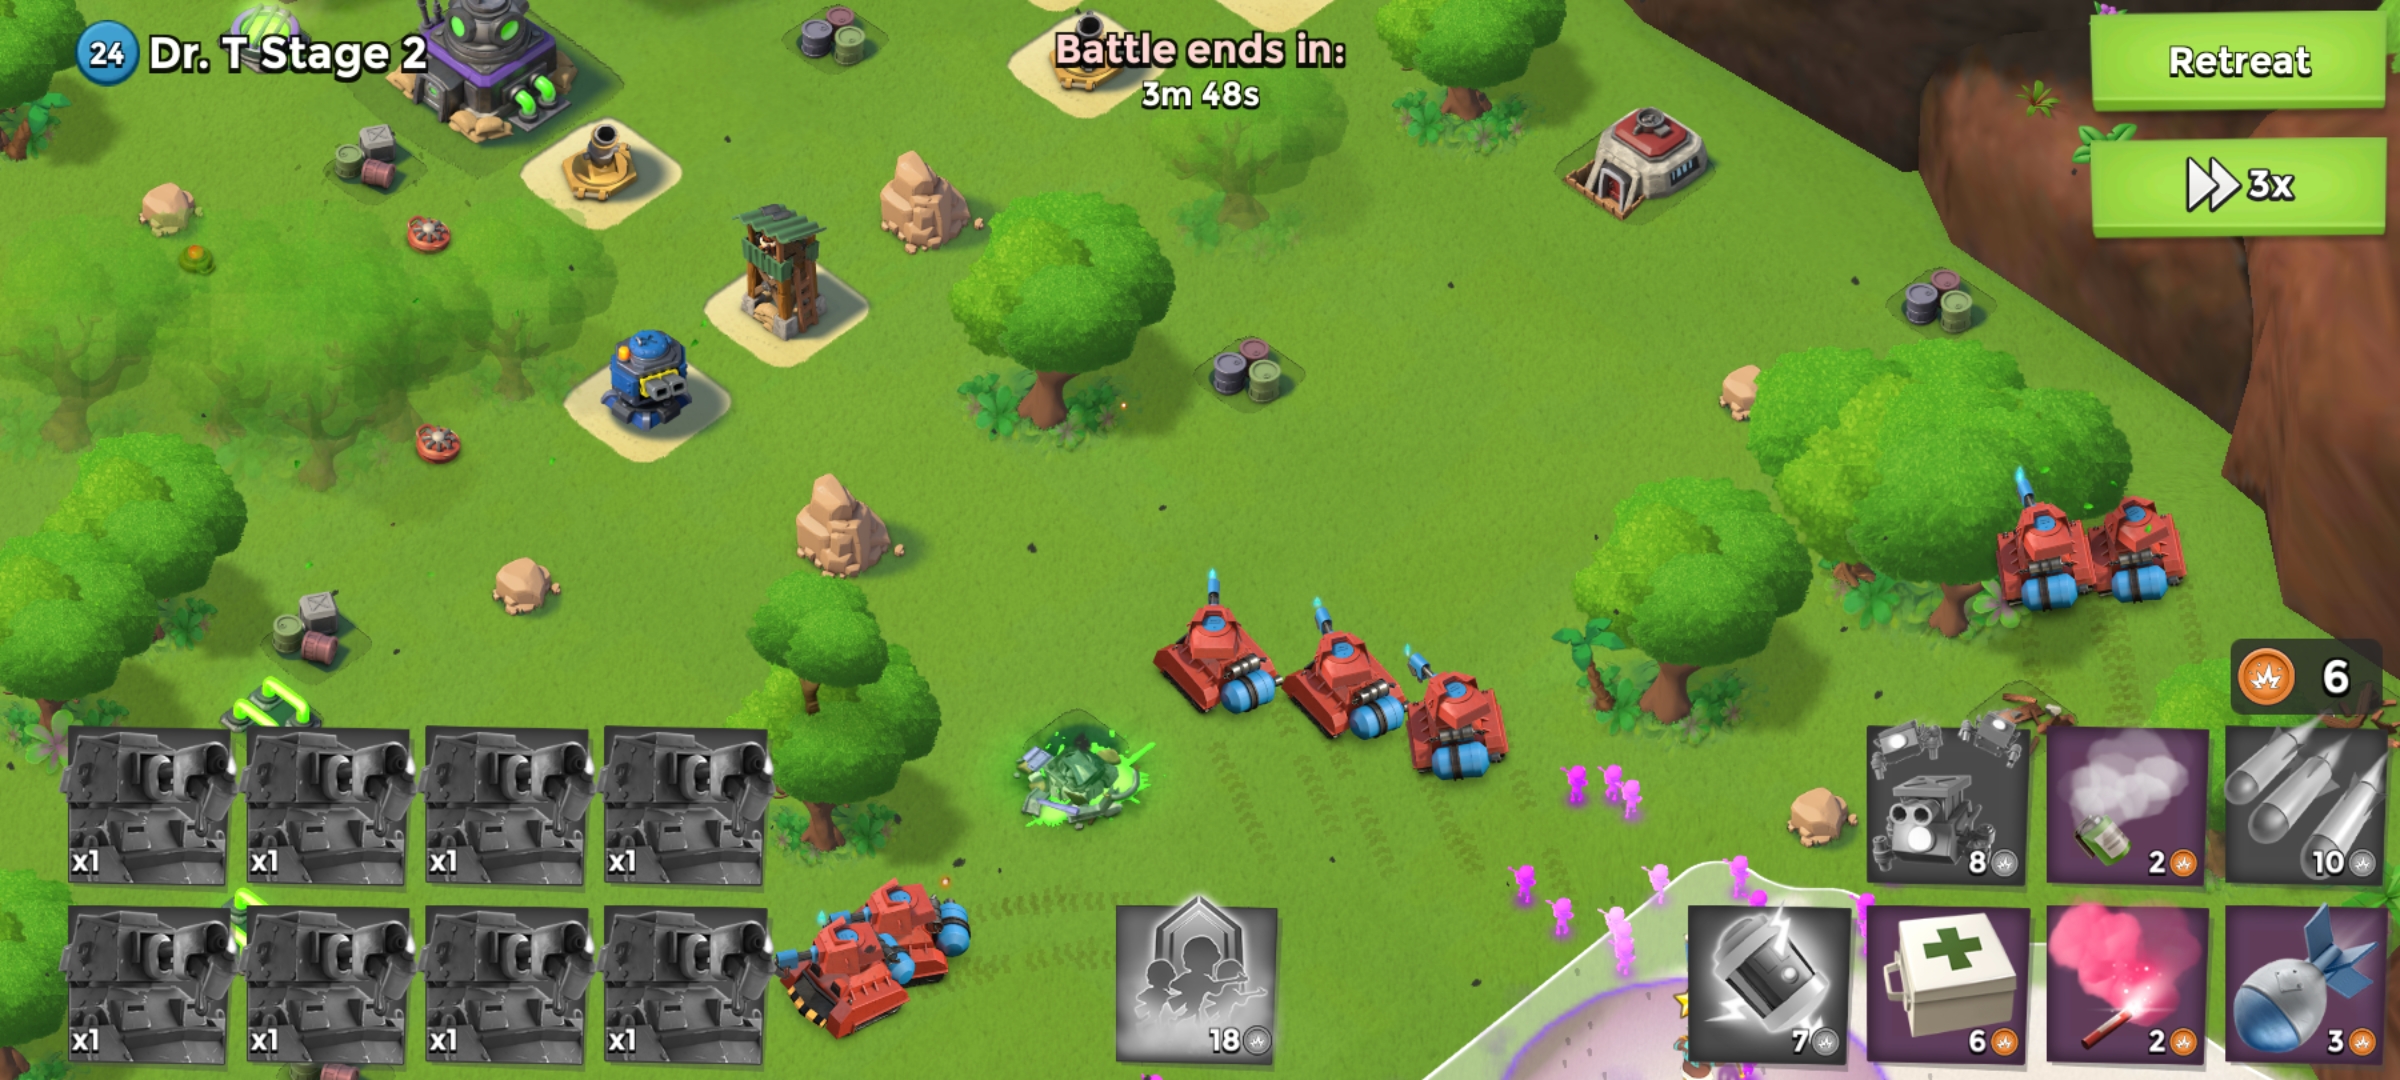 24 Dr. T Stage 2
Battle ends in:
3m 48s
Retreat
3x
6
x1 x1 x1 x1
8 2 10
x1 x1 x1 x1
18
7 6 2 3